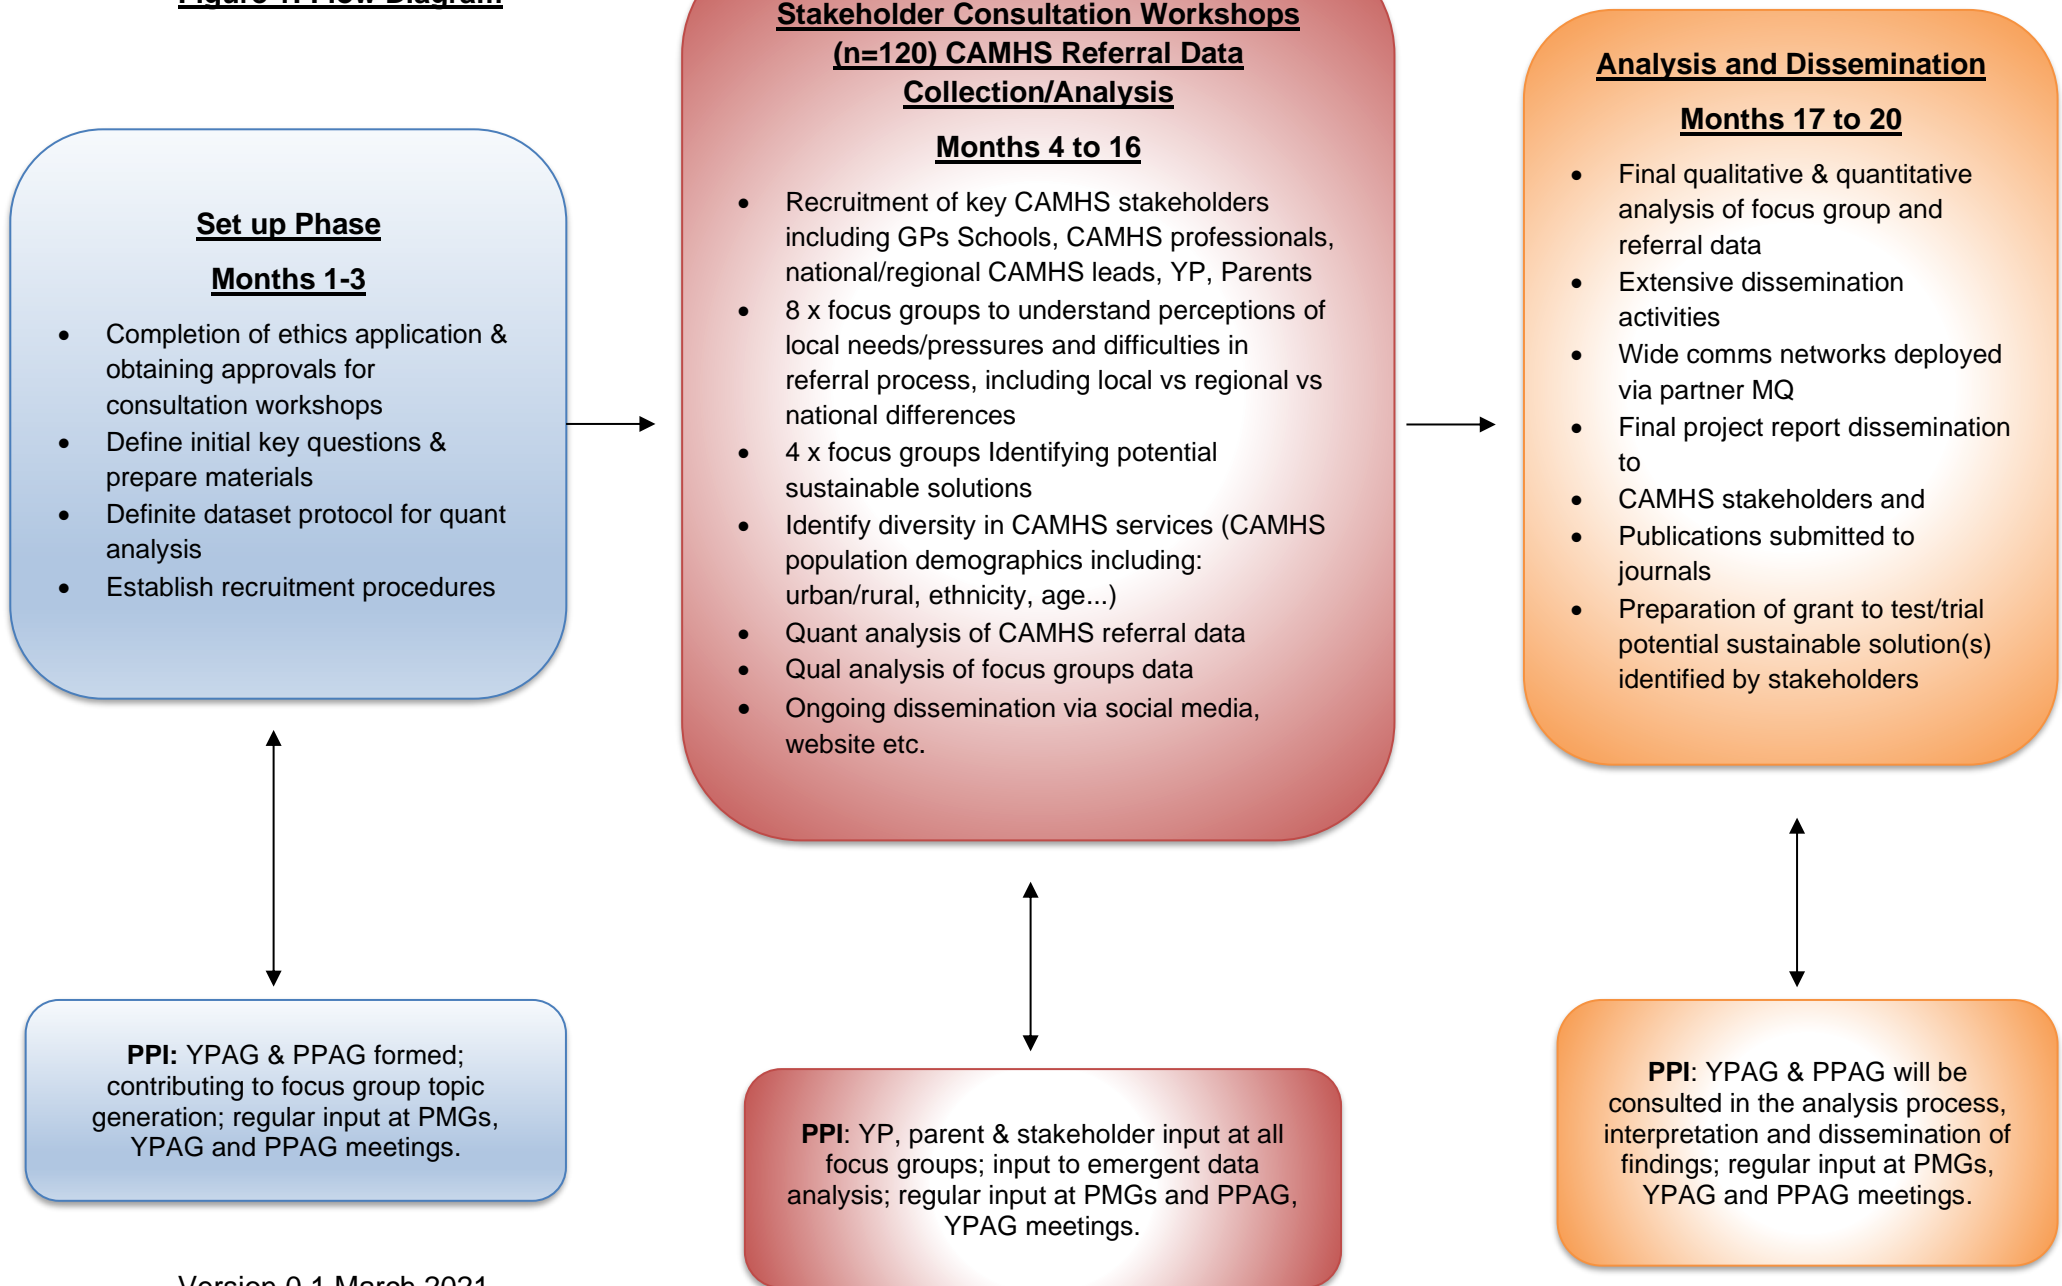 Figure 1: Flow Diagram
Set up Phase
Months 1-3
• Completion of ethics application &
obtaining approvals for
consultation workshops
• Define initial key questions &
prepare materials
• Definite dataset protocol for quant
analysis
• Establish recruitment procedures
Stakeholder Consultation Workshops
(n=120) CAMHS Referral Data
Collection/Analysis
Months 4 to 16
• Recruitment of key CAMHS stakeholders
including GPs Schools, CAMHS professionals,
national/regional CAMHS leads, YP, Parents
• 8 x focus groups to understand perceptions of
local needs/pressures and difficulties in
referral process, including local vs regional vs
national differences
• 4 x focus groups Identifying potential
sustainable solutions
• Identify diversity in CAMHS services (CAMHS
population demographics including:
urban/rural, ethnicity, age...)
• Quant analysis of CAMHS referral data
• Qual analysis of focus groups data
• Ongoing dissemination via social media,
website etc.
Analysis and Dissemination
Months 17 to 20
• Final qualitative & quantitative
analysis of focus group and
referral data
• Extensive dissemination
activities
• Wide comms networks deployed
via partner MQ
• Final project report dissemination
to
• CAMHS stakeholders and
• Publications submitted to
journals
• Preparation of grant to test/trial
potential sustainable solution(s)
identified by stakeholders
PPI: YPAG & PPAG formed;
contributing to focus group topic
generation; regular input at PMGs,
YPAG and PPAG meetings.
PPI: YP, parent & stakeholder input at all
focus groups; input to emergent data
analysis; regular input at PMGs and PPAG,
YPAG meetings.
PPI: YPAG & PPAG will be
consulted in the analysis process,
interpretation and dissemination of
findings; regular input at PMGs,
YPAG and PPAG meetings.
Version 0.1 March 2021